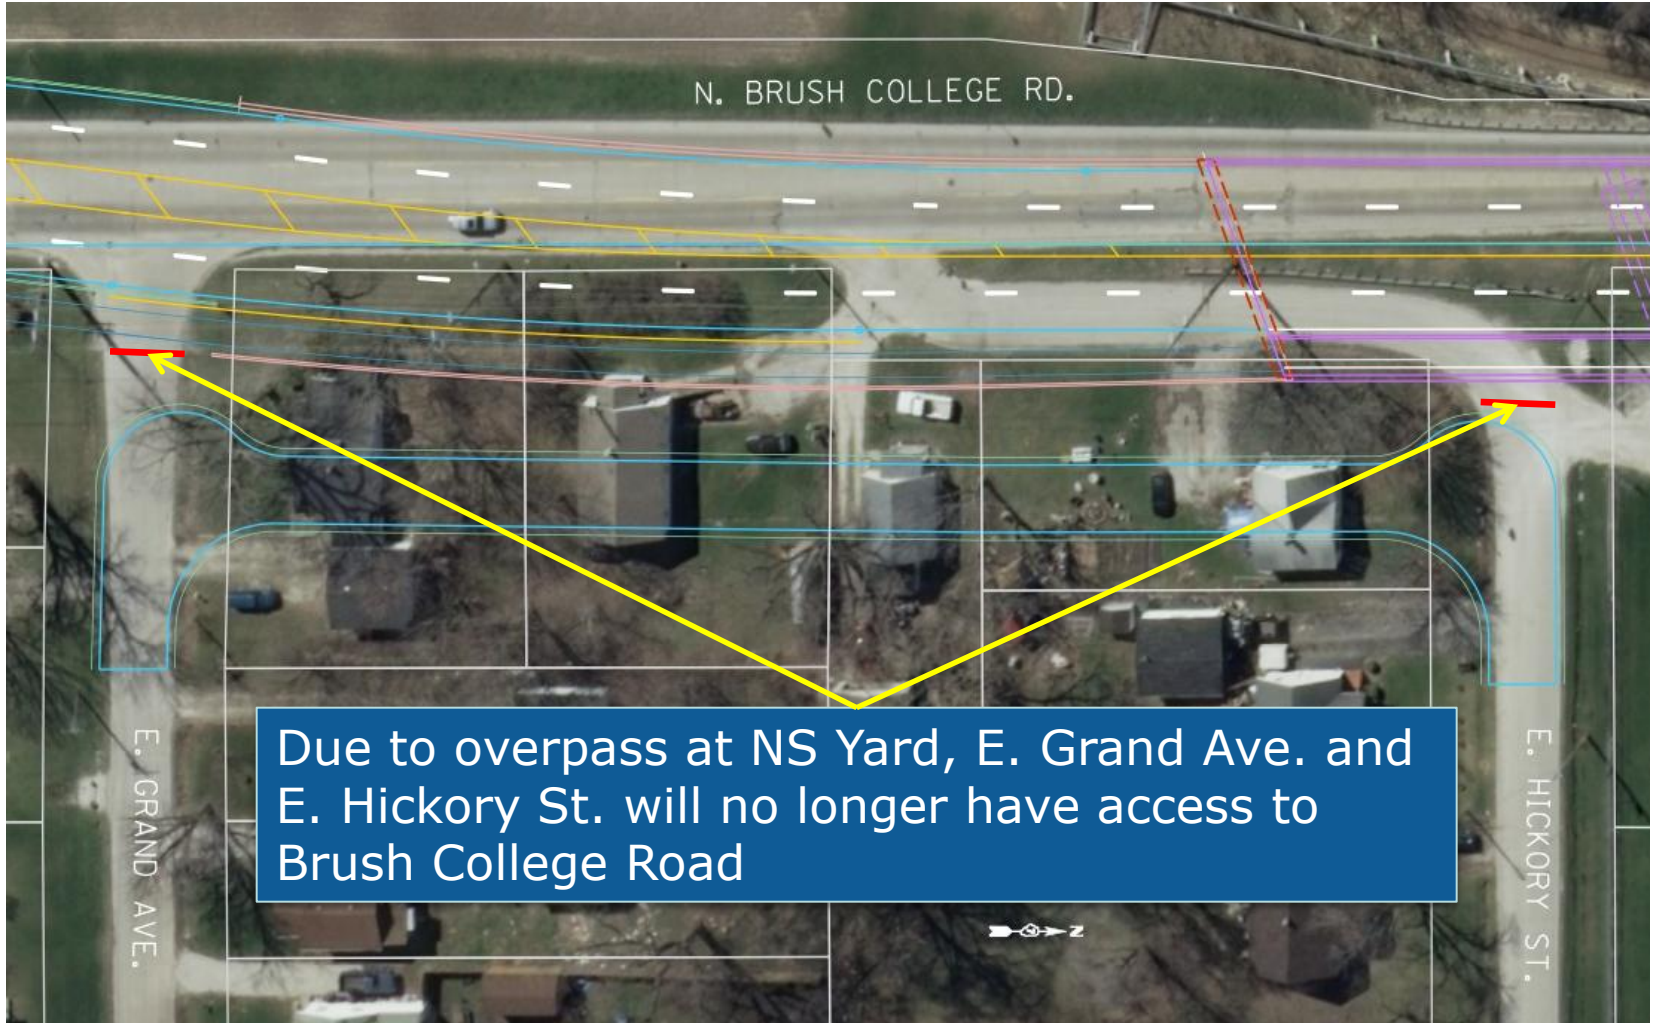 N. BRUSH COLLEGE RD.
Due to overpass at NS Yard, E. Grand Ave. and
E. Hickory St. will no longer have access to
Brush College Road
E. GRAND AVE.
E. HICKORY ST.
N